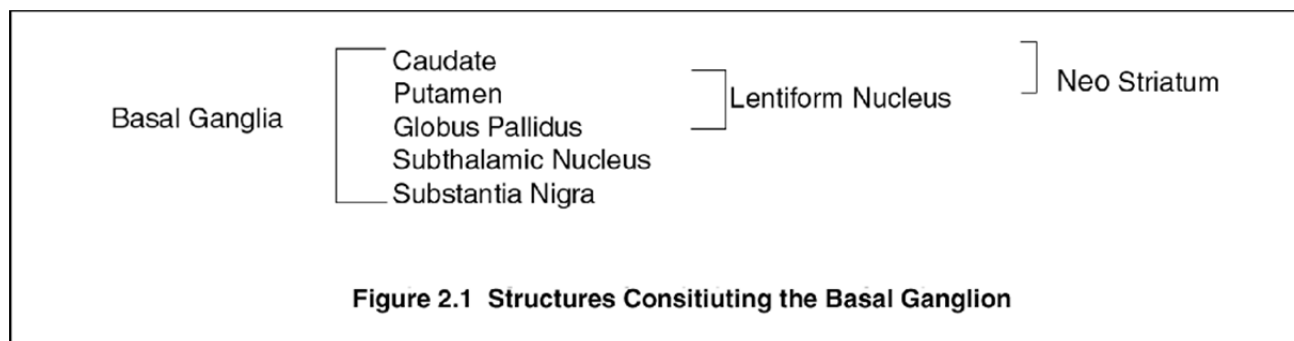 Caudate
Putamen
Globus Pallidus
Subthalamic Nucleus
Substantia Nigra
Basal Ganglia
Lentiform Nucleus
Neo Striatum
Figure 2.1 Structures Consitiuting the Basal Ganglion